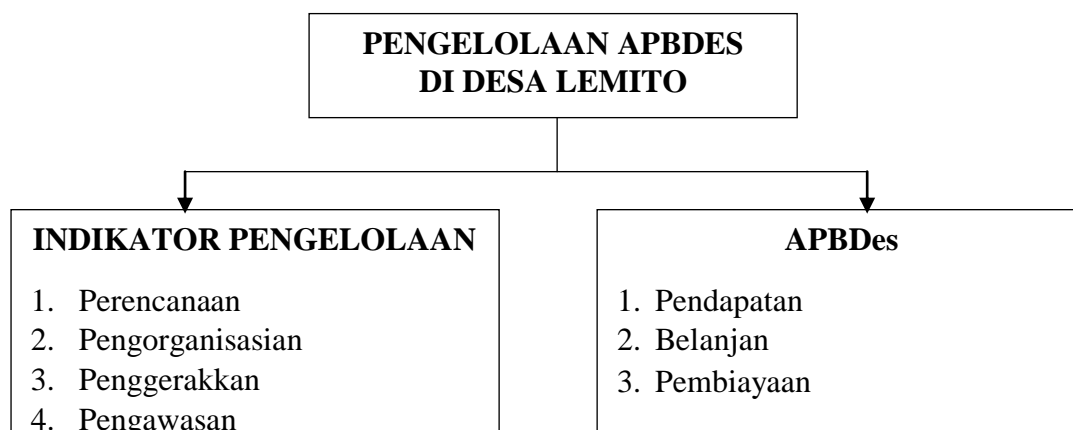 PENGELOLAAN APBDES
DI DESA LEMITO
INDIKATOR PENGELOLAAN
1. Perencanaan
2. Pengorganisasian
3. Penggerakkan
4. Pengawasan
APBDes
1. Pendapatan
2. Belanjan
3. Pembiayaan